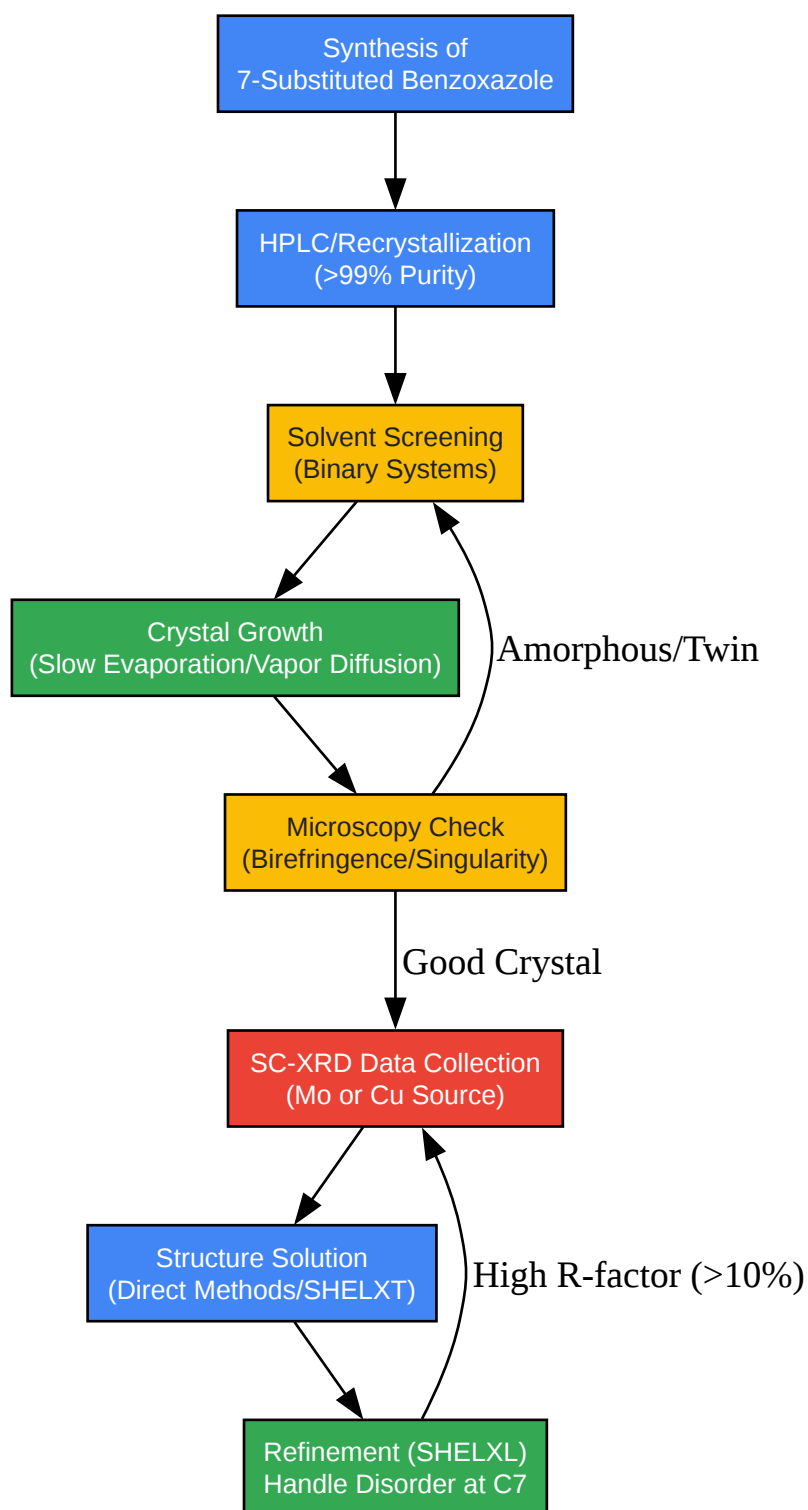 Synthesis of
7-Substituted Benzoxazole
HPLC/Recrystallization
(>99% Purity)
Solvent Screening
(Binary Systems)
Crystal Growth
(Slow Evaporation/Vapor Diffusion)
Amorphous/Twin
Microscopy Check
(Birefringence/Singularity)
Good Crystal
SC-XRD Data Collection
(Mo or Cu Source)
Structure Solution
(Direct Methods/SHELXT)
High R-factor (>10%)
Refinement (SHELXL)
Handle Disorder at C7